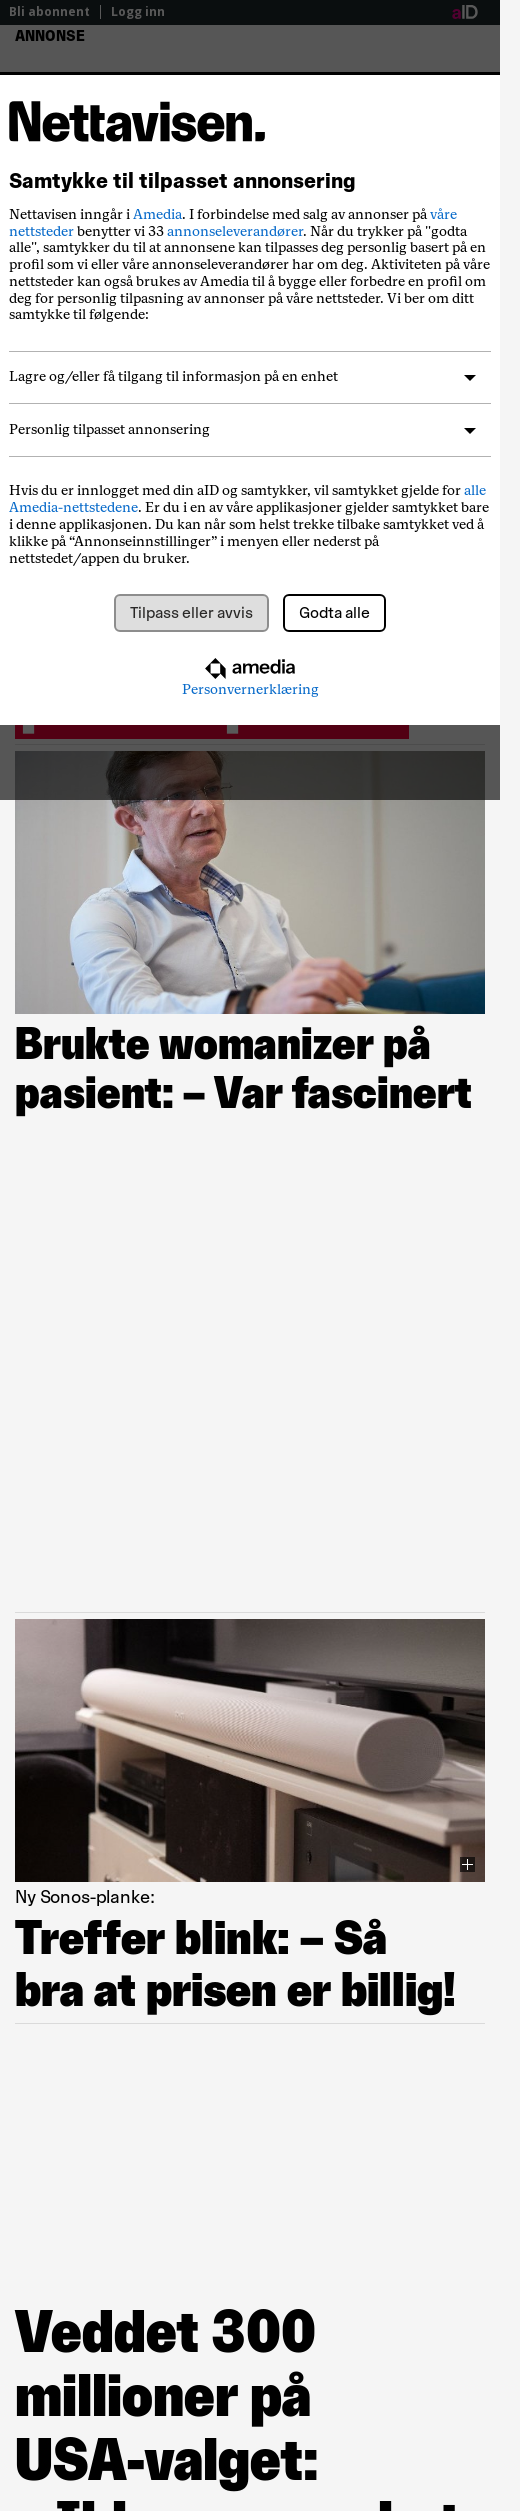 Bli abonnent
Logg inn
aID
ANNONSE
Nettavisen.
Samtykke til tilpasset annonsering
Nettavisen inngår i Amedia. I forbindelse med salg av annonser på våre
nettsteder benytter vi 33 annonseleverandører. Når du trykker på "godta
alle", samtykker du til at annonsene kan tilpasses deg personlig basert på en
profil som vi eller våre annonseleverandører har om deg. Aktiviteten på våre
nettsteder kan også brukes av Amedia til å bygge eller forbedre en profil om
deg for personlig tilpasning av annonser på våre nettsteder. Vi ber om ditt
samtykke til følgende:
Lagre og/eller få tilgang til informasjon på en enhet
Personlig tilpasset annonsering
Hvis du er innlogget med din aID og samtykker, vil samtykket gjelde for alle
Amedia-nettstedene. Er du i en av våre applikasjoner gjelder samtykket bare
i denne applikasjonen. Du kan når som helst trekke tilbake samtykket ved å
klikke på “Annonseinnstillinger” i menyen eller nederst på
nettstedet/appen du bruker.
Tilpass eller avvis
Godta alle
amedia
Personvernerklæring
Brukte womanizer på
pasient: – Var fascinert
Ny Sonos-planke:
Treffer blink: – Så
bra at prisen er billig!
Veddet 300
millioner på
USA-valget: